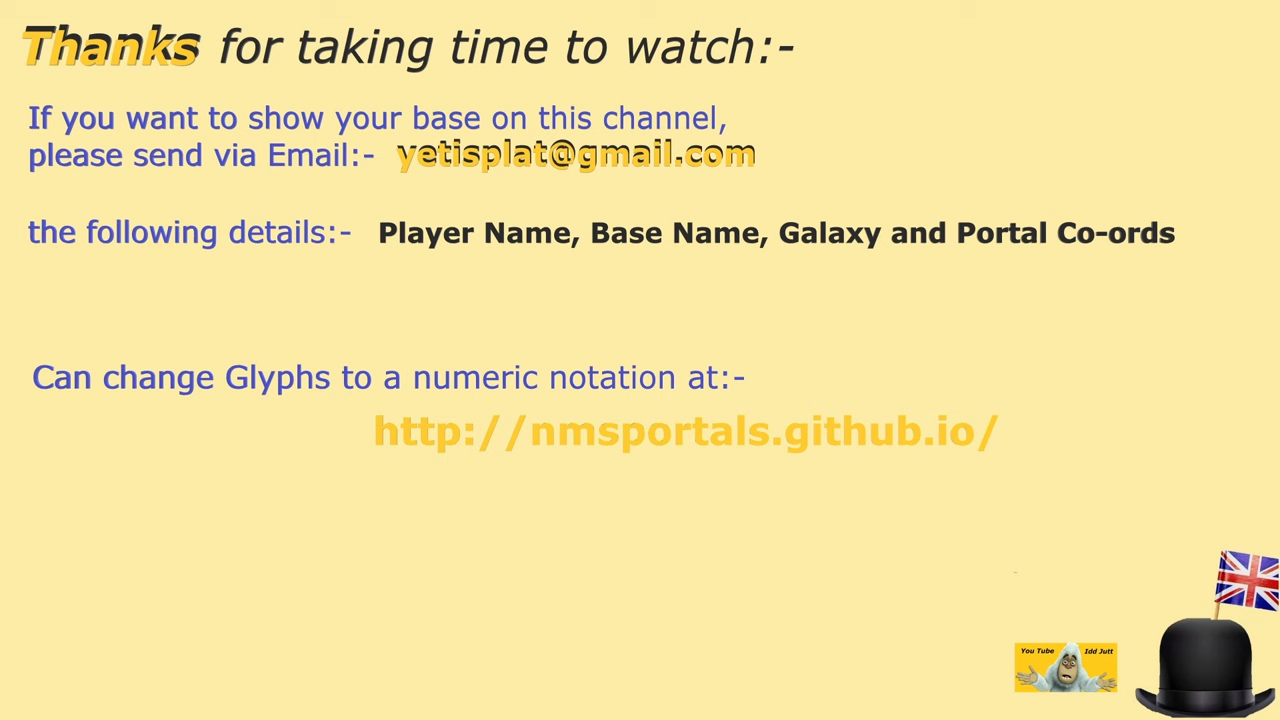 Thanks for taking time to watch:-
If you want to show your base on this channel,
please send via Email:- yetisplat@gmail.com
the following details:- Player Name, Base Name, Galaxy and Portal Co-ords
Can change Glyphs to a numeric notation at:-
http://nmsportals.github.io/
You Tube Idd Jutt